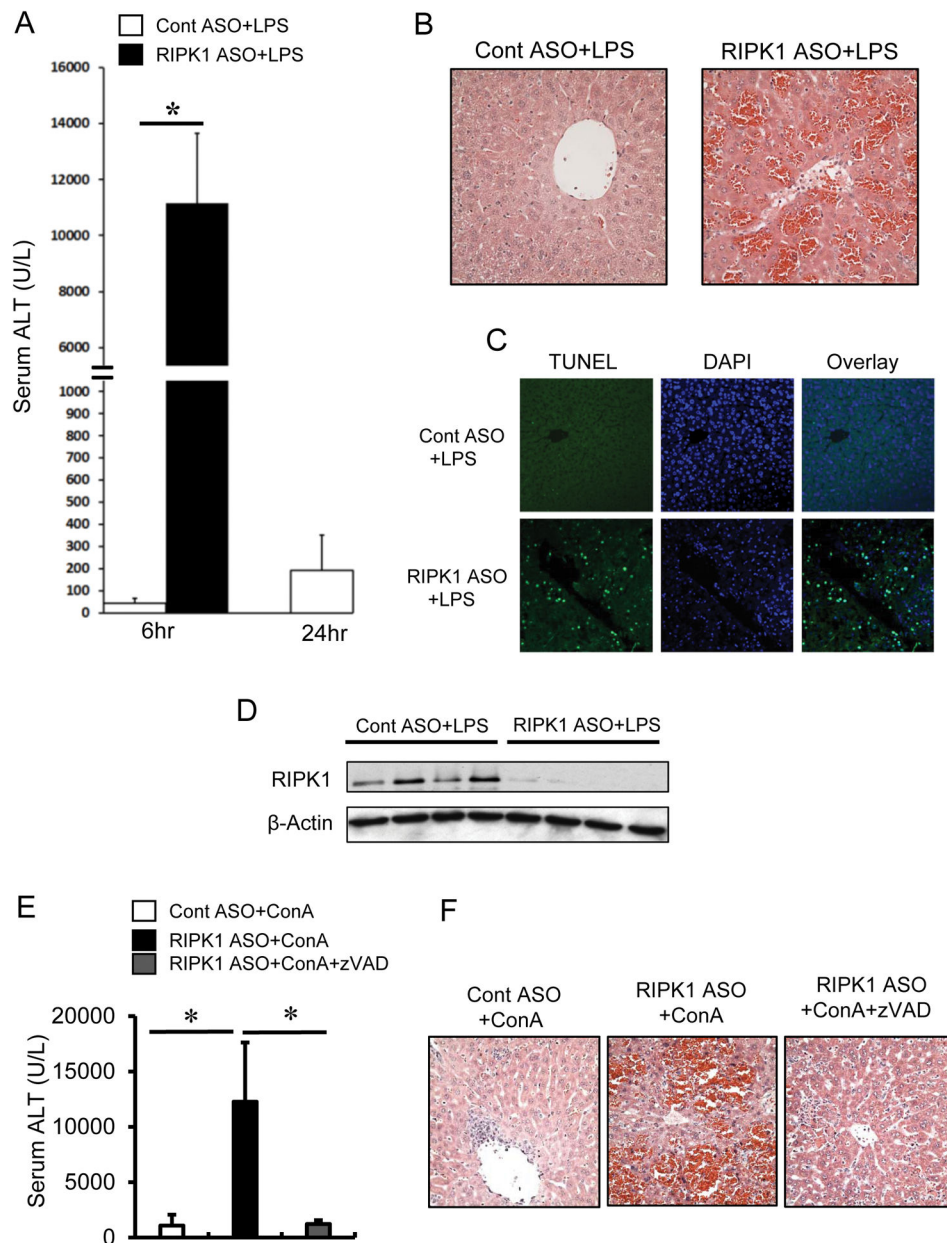 A
Cont ASO+LPS
RIPK1 ASO+LPS
Serum ALT (U/L)
16000
14000
12000
10000
8000
6000
1000
900
800
700
600
500
400
300
200
100
0
*
6hr
24hr
B
Cont ASO+LPS
RIPK1 ASO+LPS
C
TUNEL
DAPI
Overlay
Cont ASO
+LPS
RIPK1 ASO
+LPS
D
Cont ASO+LPS
RIPK1 ASO+LPS
RIPK1
β-Actin
E
Cont ASO+ConA
RIPK1 ASO+ConA
RIPK1 ASO+ConA+zVAD
Serum ALT (U/L)
20000
15000
10000
5000
0
*
*
F
Cont ASO
+ConA
RIPK1 ASO
+ConA
RIPK1 ASO
+ConA+zVAD